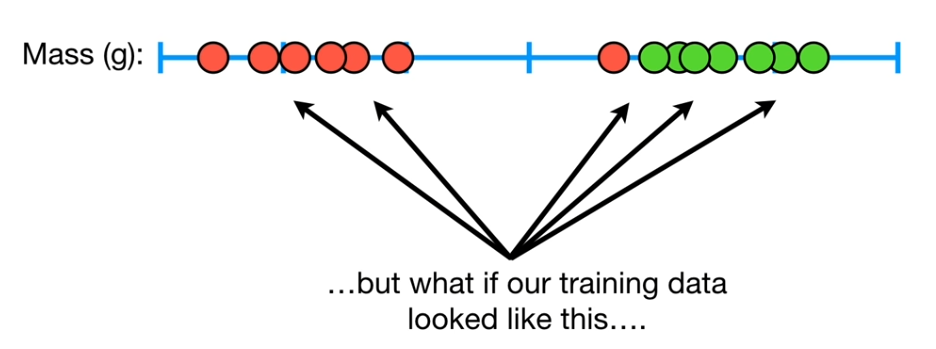 Mass (g):
…but what if our training data
looked like this….